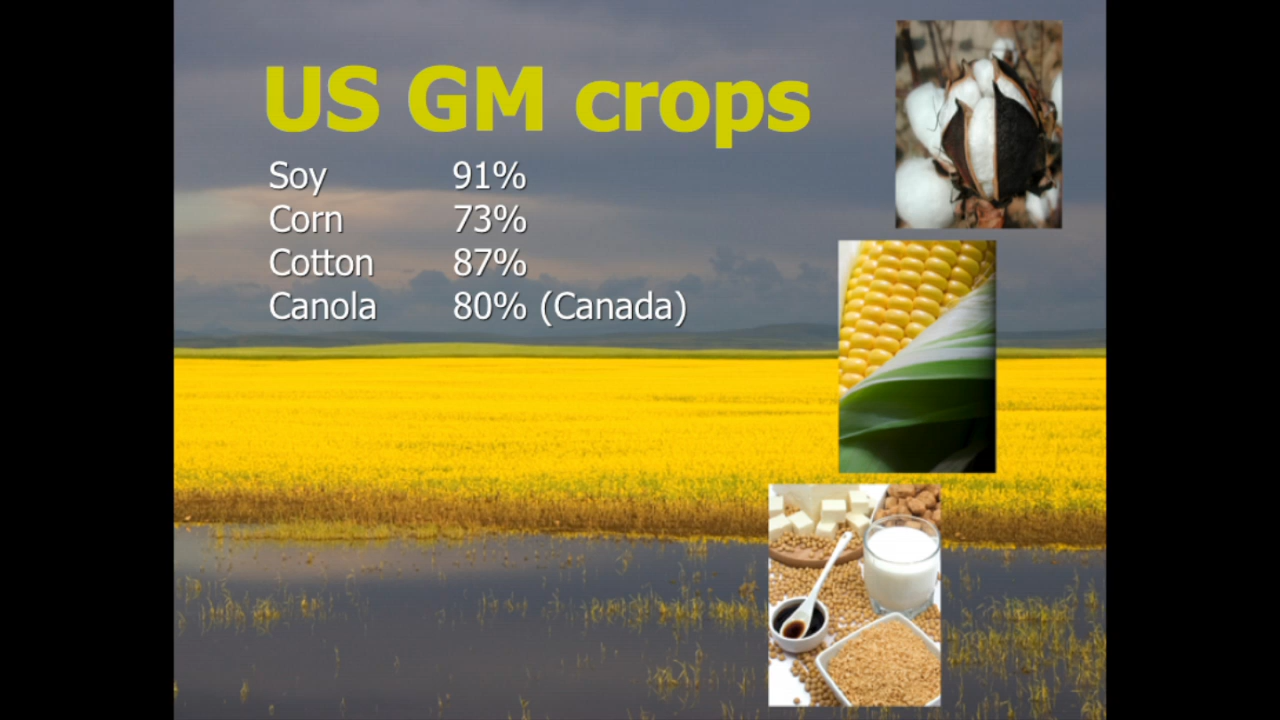 US GM crops
Soy 91%
Corn 73%
Cotton 87%
Canola 80% (Canada)